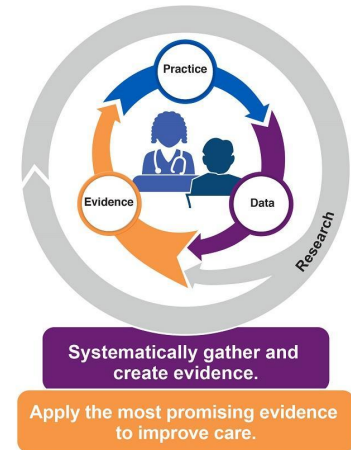 Practice
Evidence
Data
Research
Systematically gather and
create evidence.
Apply the most promising evidence
to improve care.